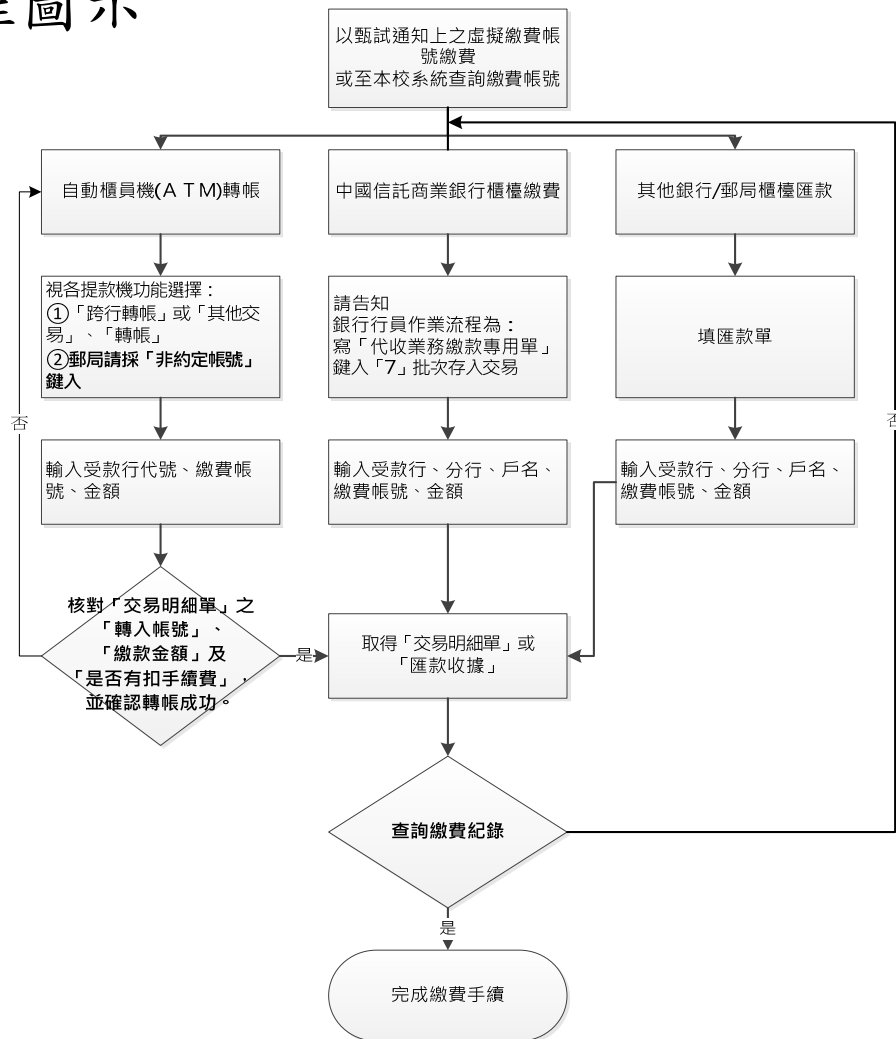 圖示
以甄試通知上之虛擬繳費帳
號繳費
或至本校系統查詢繳費帳號
自動櫃員機(ＡＴＭ)轉帳
中國信託商業銀行櫃檯繳費
其他銀行/郵局櫃檯匯款
視各提款機功能選擇：
①「跨行轉帳」或「其他交
易」、「轉帳」
②郵局請採「非約定帳號」
鍵入
請告知
銀行行員作業流程為：
寫「代收業務繳款專用單」
鍵入「7」批次存入交易
填匯款單
否
否
輸入受款行代號、繳費帳
號、金額
輸入受款行、分行、戶名、
繳費帳號、金額
輸入受款行、分行、戶名、
繳費帳號、金額
核對「交易明細單」之
「轉入帳號」、
「繳款金額」及
「是否有扣手續費」，
並確認轉帳成功。
是
取得「交易明細單」或
「匯款收據」
查詢繳費紀錄
是
完成繳費手續